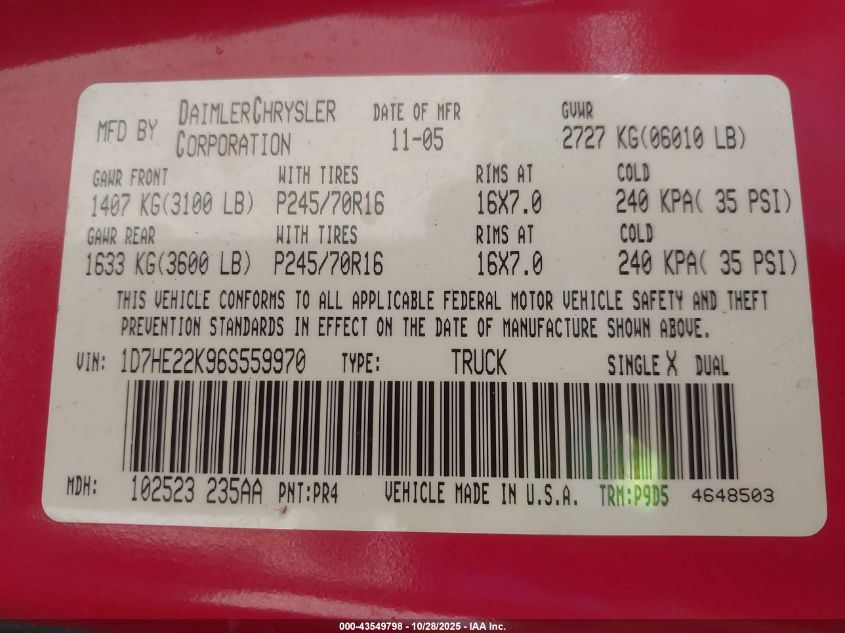 MFD BY DAIMLERCHRYSLER CORPORATION DATE OF MFR 11-05 GVWR 2727 KG(06010 LB)
GAWR FRONT WITH TIRES RIMS AT COLD
1407 KG(3100 LB) P245/70R16 16X7.0 240 KPA( 35 PSI)
GAWR REAR WITH TIRES RIMS AT COLD
1633 KG(3600 LB) P245/70R16 16X7.0 240 KPA( 35 PSI)
THIS VEHICLE CONFORMS TO ALL APPLICABLE FEDERAL MOTOR VEHICLE SAFETY AND THEFT
PREVENTION STANDARDS IN EFFECT ON THE DATE OF MANUFACTURE SHOWN ABOVE.
VIN: 1D7HE22K96S559970 TYPE: TRUCK SINGLE X DUAL
MDH: 102523 235AA PNT:PR4 VEHICLE MADE IN U.S.A. TRM:P9D5 4648503
000-43549798 - 10/28/2025 - IAA Inc.